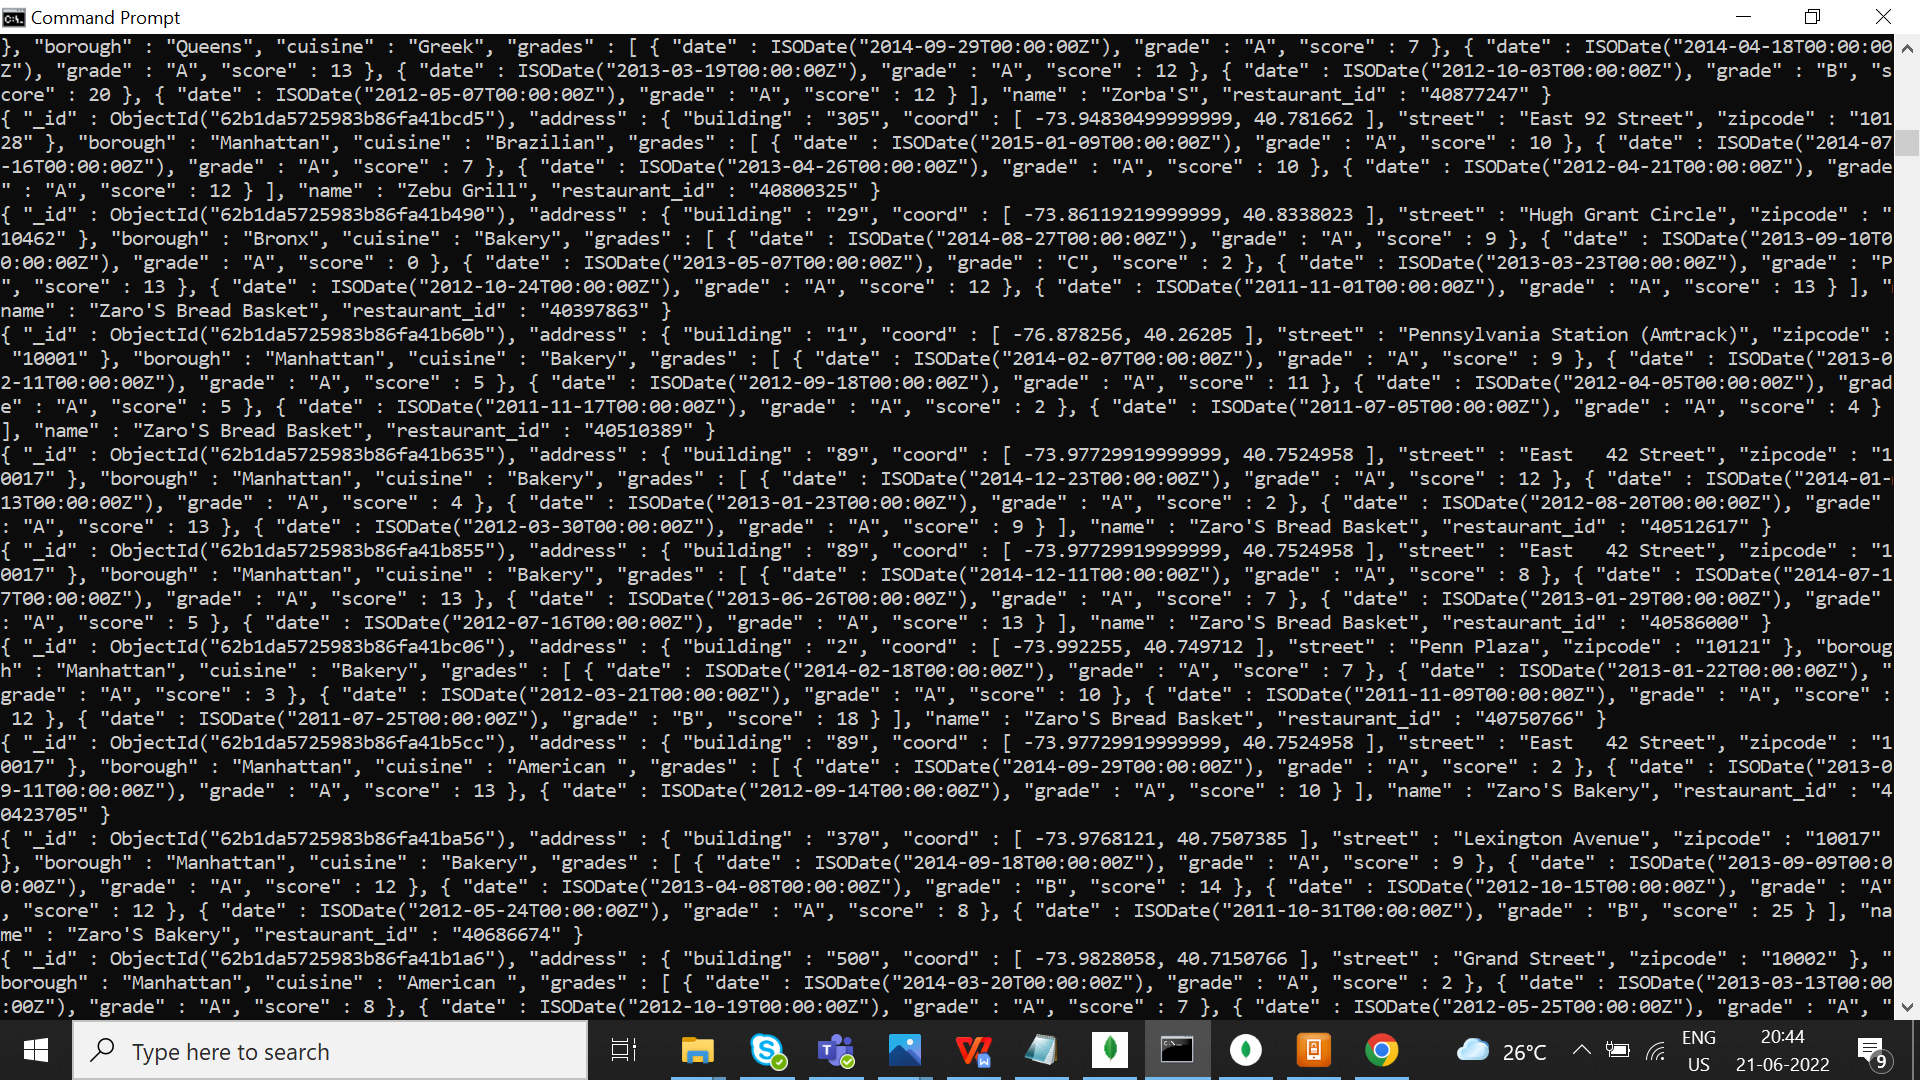 Command Prompt
}, "borough" : "Queens", "cuisine" : "Greek", "grades" : [ { "date" : ISODate("2014-09-29T00:00:00Z"), "grade" : "A", "score" : 7 }, { "date" : ISODate("2014-04-18T00:00:00
Z"), "grade" : "A", "score" : 13 }, { "date" : ISODate("2013-03-19T00:00:00Z"), "grade" : "A", "score" : 12 }, { "date" : ISODate("2012-10-03T00:00:00Z"), "grade" : "B", "s
core" : 20 }, { "date" : ISODate("2012-05-07T00:00:00Z"), "grade" : "A", "score" : 12 } ], "name" : "Zorba'S", "restaurant_id" : "40877247" }
{ "_id" : ObjectId("62b1da5725983b86fa41bcd5"), "address" : { "building" : "305", "coord" : [ -73.94830499999999, 40.781662 ], "street" : "East 92 Street", "zipcode" : "101
28" }, "borough" : "Manhattan", "cuisine" : "Brazilian", "grades" : [ { "date" : ISODate("2015-01-09T00:00:00Z"), "grade" : "A", "score" : 10 }, { "date" : ISODate("2014-07
-16T00:00:00Z"), "grade" : "A", "score" : 7 }, { "date" : ISODate("2013-04-26T00:00:00Z"), "grade" : "A", "score" : 10 }, { "date" : ISODate("2012-04-21T00:00:00Z"), "grade
" : "A", "score" : 12 } ], "name" : "Zebu Grill", "restaurant_id" : "40800325" }
{ "_id" : ObjectId("62b1da5725983b86fa41b490"), "address" : { "building" : "29", "coord" : [ -73.86119219999999, 40.8338023 ], "street" : "Hugh Grant Circle", "zipcode" : "
10462" }, "borough" : "Bronx", "cuisine" : "Bakery", "grades" : [ { "date" : ISODate("2014-08-27T00:00:00Z"), "grade" : "A", "score" : 9 }, { "date" : ISODate("2013-09-10T0
0:00:00Z"), "grade" : "A", "score" : 0 }, { "date" : ISODate("2013-05-07T00:00:00Z"), "grade" : "C", "score" : 2 }, { "date" : ISODate("2013-03-23T00:00:00Z"), "grade" : "P
", "score" : 13 }, { "date" : ISODate("2012-10-24T00:00:00Z"), "grade" : "A", "score" : 12 }, { "date" : ISODate("2011-11-01T00:00:00Z"), "grade" : "A", "score" : 13 } ], "
name" : "Zaro'S Bread Basket", "restaurant_id" : "40397863" }
{ "_id" : ObjectId("62b1da5725983b86fa41b60b"), "address" : { "building" : "1", "coord" : [ -76.878256, 40.26205 ], "street" : "Pennsylvania Station (Amtrack)", "zipcode" :
"10001" }, "borough" : "Manhattan", "cuisine" : "Bakery", "grades" : [ { "date" : ISODate("2014-02-07T00:00:00Z"), "grade" : "A", "score" : 9 }, { "date" : ISODate("2013-0
2-11T00:00:00Z"), "grade" : "A", "score" : 5 }, { "date" : ISODate("2012-09-18T00:00:00Z"), "grade" : "A", "score" : 11 }, { "date" : ISODate("2012-04-05T00:00:00Z"), "grad
e" : "A", "score" : 5 }, { "date" : ISODate("2011-11-17T00:00:00Z"), "grade" : "A", "score" : 2 }, { "date" : ISODate("2011-07-05T00:00:00Z"), "grade" : "A", "score" : 4 }
], "name" : "Zaro'S Bread Basket", "restaurant_id" : "40510389" }
{ "_id" : ObjectId("62b1da5725983b86fa41b635"), "address" : { "building" : "89", "coord" : [ -73.97729919999999, 40.7524958 ], "street" : "East   42 Street", "zipcode" : "1
0017" }, "borough" : "Manhattan", "cuisine" : "Bakery", "grades" : [ { "date" : ISODate("2014-12-23T00:00:00Z"), "grade" : "A", "score" : 12 }, { "date" : ISODate("2014-01-
13T00:00:00Z"), "grade" : "A", "score" : 4 }, { "date" : ISODate("2013-01-23T00:00:00Z"), "grade" : "A", "score" : 2 }, { "date" : ISODate("2012-08-20T00:00:00Z"), "grade"
: "A", "score" : 13 }, { "date" : ISODate("2012-03-30T00:00:00Z"), "grade" : "A", "score" : 9 } ], "name" : "Zaro'S Bread Basket", "restaurant_id" : "40512617" }
{ "_id" : ObjectId("62b1da5725983b86fa41b855"), "address" : { "building" : "89", "coord" : [ -73.97729919999999, 40.7524958 ], "street" : "East   42 Street", "zipcode" : "1
0017" }, "borough" : "Manhattan", "cuisine" : "Bakery", "grades" : [ { "date" : ISODate("2014-12-11T00:00:00Z"), "grade" : "A", "score" : 8 }, { "date" : ISODate("2014-07-1
7T00:00:00Z"), "grade" : "A", "score" : 13 }, { "date" : ISODate("2013-06-26T00:00:00Z"), "grade" : "A", "score" : 7 }, { "date" : ISODate("2013-01-29T00:00:00Z"), "grade"
: "A", "score" : 5 }, { "date" : ISODate("2012-07-16T00:00:00Z"), "grade" : "A", "score" : 13 } ], "name" : "Zaro'S Bread Basket", "restaurant_id" : "40586000" }
{ "_id" : ObjectId("62b1da5725983b86fa41bc06"), "address" : { "building" : "2", "coord" : [ -73.992255, 40.749712 ], "street" : "Penn Plaza", "zipcode" : "10121" }, "boroug
h" : "Manhattan", "cuisine" : "Bakery", "grades" : [ { "date" : ISODate("2014-02-18T00:00:00Z"), "grade" : "A", "score" : 7 }, { "date" : ISODate("2013-01-22T00:00:00Z"), "
grade" : "A", "score" : 3 }, { "date" : ISODate("2012-03-21T00:00:00Z"), "grade" : "A", "score" : 10 }, { "date" : ISODate("2011-11-09T00:00:00Z"), "grade" : "A", "score" :
12 }, { "date" : ISODate("2011-07-25T00:00:00Z"), "grade" : "B", "score" : 18 } ], "name" : "Zaro'S Bread Basket", "restaurant_id" : "40750766" }
{ "_id" : ObjectId("62b1da5725983b86fa41b5cc"), "address" : { "building" : "89", "coord" : [ -73.97729919999999, 40.7524958 ], "street" : "East   42 Street", "zipcode" : "1
0017" }, "borough" : "Manhattan", "cuisine" : "American ", "grades" : [ { "date" : ISODate("2014-09-29T00:00:00Z"), "grade" : "A", "score" : 2 }, { "date" : ISODate("2013-0
9-11T00:00:00Z"), "grade" : "A", "score" : 13 }, { "date" : ISODate("2012-09-14T00:00:00Z"), "grade" : "A", "score" : 10 } ], "name" : "Zaro'S Bakery", "restaurant_id" : "4
0423705" }
{ "_id" : ObjectId("62b1da5725983b86fa41ba56"), "address" : { "building" : "370", "coord" : [ -73.9768121, 40.7507385 ], "street" : "Lexington Avenue", "zipcode" : "10017"
}, "borough" : "Manhattan", "cuisine" : "Bakery", "grades" : [ { "date" : ISODate("2014-09-18T00:00:00Z"), "grade" : "A", "score" : 9 }, { "date" : ISODate("2013-09-09T00:0
0:00Z"), "grade" : "A", "score" : 12 }, { "date" : ISODate("2013-04-08T00:00:00Z"), "grade" : "B", "score" : 14 }, { "date" : ISODate("2012-10-15T00:00:00Z"), "grade" : "A"
, "score" : 12 }, { "date" : ISODate("2012-05-24T00:00:00Z"), "grade" : "A", "score" : 8 }, { "date" : ISODate("2011-10-31T00:00:00Z"), "grade" : "B", "score" : 25 } ], "na
me" : "Zaro'S Bakery", "restaurant_id" : "40686674" }
{ "_id" : ObjectId("62b1da5725983b86fa41b1a6"), "address" : { "building" : "500", "coord" : [ -73.9828058, 40.7150766 ], "street" : "Grand Street", "zipcode" : "10002" }, "
borough" : "Manhattan", "cuisine" : "American ", "grades" : [ { "date" : ISODate("2014-03-20T00:00:00Z"), "grade" : "A", "score" : 2 }, { "date" : ISODate("2013-03-13T00:00
:00Z"), "grade" : "A", "score" : 8 }, { "date" : ISODate("2012-10-19T00:00:00Z"), "grade" : "A", "score" : 7 }, { "date" : ISODate("2012-05-25T00:00:00Z"), "grade" : "A", "
Type here to search
26°C
ENG
US
20:44
21-06-2022
9